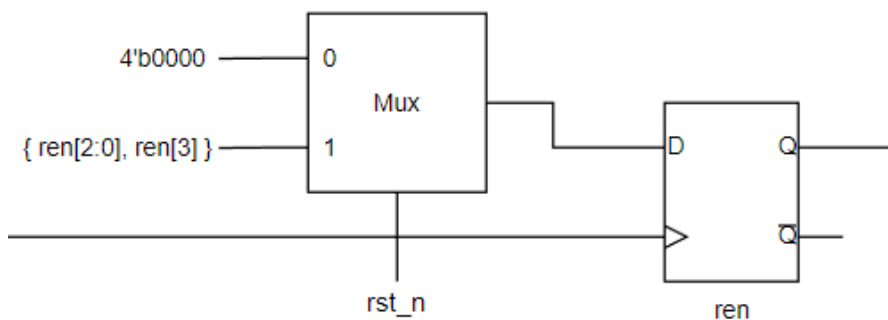 4'b0000
0
Mux
{ ren[2:0], ren[3] }
1
D
Q
Q̅
rst_n
ren